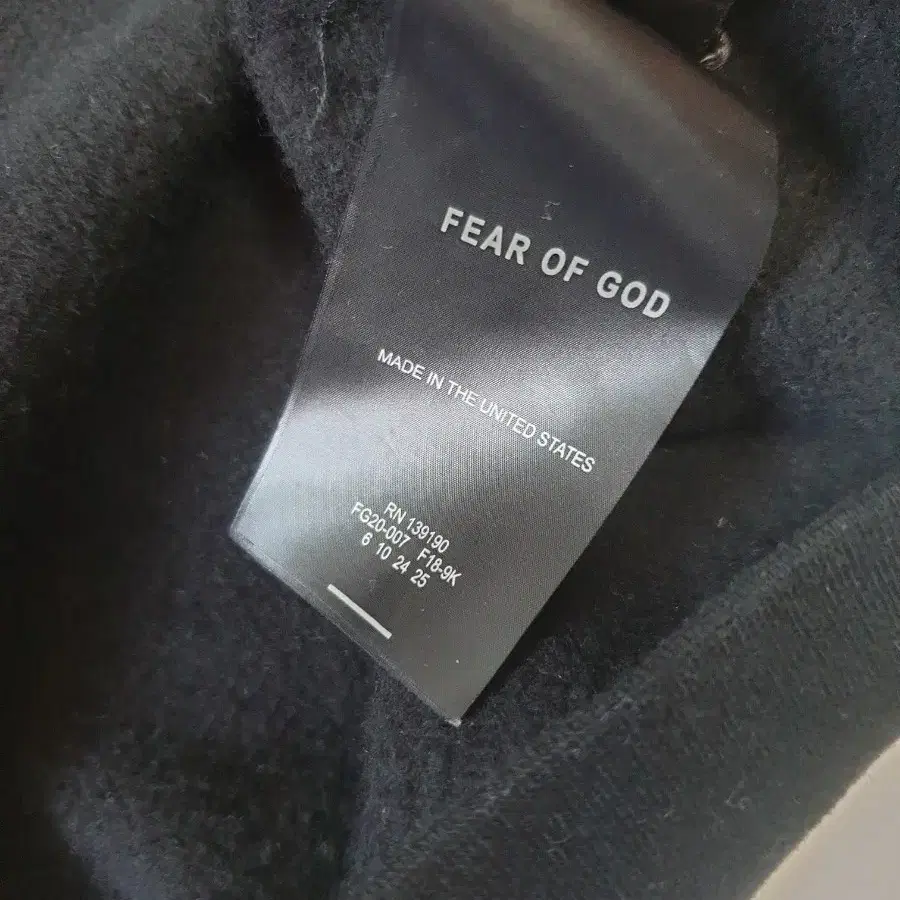 FEAR OF GOD
MADE IN THE UNITED STATES
RN 139190
FG20-007 F18-9K
6 10 24 25